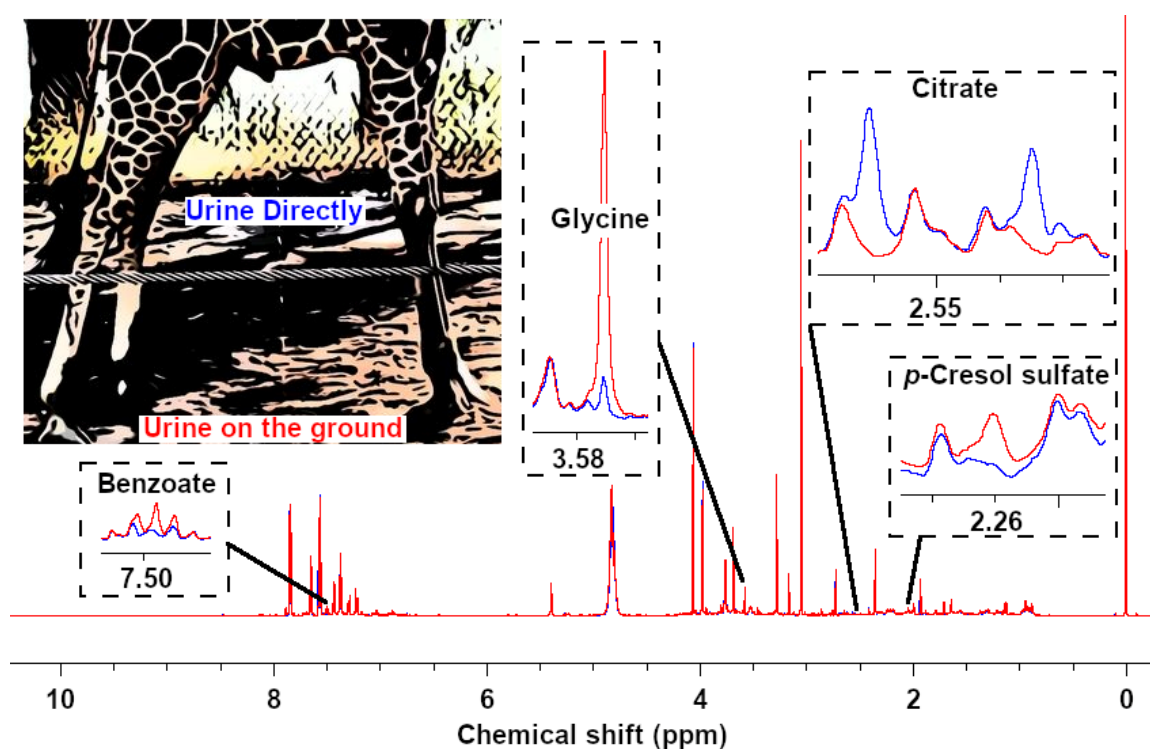 Citrate
Urine Directly
Glycine
2.55
p-Cresol sulfate
Urine on the ground
3.58
Benzoate
2.26
7.50
10 8 6 4 2 0
Chemical shift (ppm)